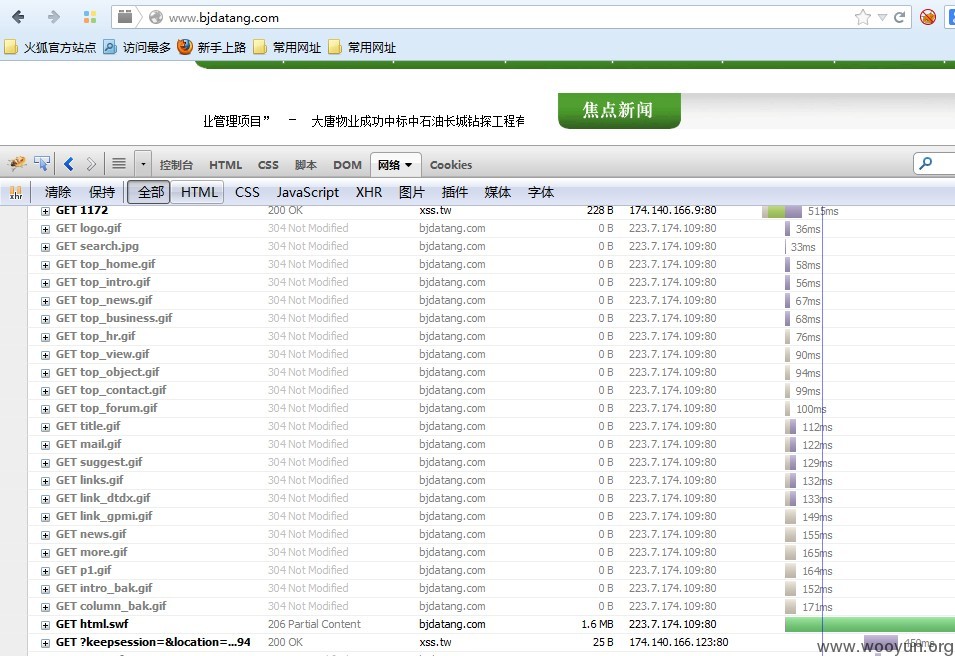 www.bjdatang.com
火狐官方站点 访问最多 新手上路 常用网址 常用网址
业管理项目” — 大唐物业成功中标中石油长城钻探工程有
焦点新闻
控制台 HTML CSS 脚本 DOM 网络 Cookies
xhr 清除 保持 全部 HTML CSS JavaScript XHR 图片 插件 媒体 字体
GET 1172 200 OK xss.tw 228 B 174.140.166.9:80 515ms
GET logo.gif 304 Not Modified bjdatang.com 0 B 223.7.174.109:80 36ms
GET search.jpg 304 Not Modified bjdatang.com 0 B 223.7.174.109:80 33ms
GET top_home.gif 304 Not Modified bjdatang.com 0 B 223.7.174.109:80 58ms
GET top_intro.gif 304 Not Modified bjdatang.com 0 B 223.7.174.109:80 56ms
GET top_news.gif 304 Not Modified bjdatang.com 0 B 223.7.174.109:80 67ms
GET top_business.gif 304 Not Modified bjdatang.com 0 B 223.7.174.109:80 68ms
GET top_hr.gif 304 Not Modified bjdatang.com 0 B 223.7.174.109:80 76ms
GET top_view.gif 304 Not Modified bjdatang.com 0 B 223.7.174.109:80 90ms
GET top_object.gif 304 Not Modified bjdatang.com 0 B 223.7.174.109:80 94ms
GET top_contact.gif 304 Not Modified bjdatang.com 0 B 223.7.174.109:80 99ms
GET top_forum.gif 304 Not Modified bjdatang.com 0 B 223.7.174.109:80 100ms
GET title.gif 304 Not Modified bjdatang.com 0 B 223.7.174.109:80 112ms
GET mail.gif 304 Not Modified bjdatang.com 0 B 223.7.174.109:80 122ms
GET suggest.gif 304 Not Modified bjdatang.com 0 B 223.7.174.109:80 129ms
GET links.gif 304 Not Modified bjdatang.com 0 B 223.7.174.109:80 132ms
GET link_dtdx.gif 304 Not Modified bjdatang.com 0 B 223.7.174.109:80 133ms
GET link_gpmi.gif 304 Not Modified bjdatang.com 0 B 223.7.174.109:80 149ms
GET news.gif 304 Not Modified bjdatang.com 0 B 223.7.174.109:80 155ms
GET more.gif 304 Not Modified bjdatang.com 0 B 223.7.174.109:80 165ms
GET p1.gif 304 Not Modified bjdatang.com 0 B 223.7.174.109:80 164ms
GET intro_bak.gif 304 Not Modified bjdatang.com 0 B 223.7.174.109:80 152ms
GET column_bak.gif 304 Not Modified bjdatang.com 0 B 223.7.174.109:80 171ms
GET html.swf 206 Partial Content bjdatang.com 1.6 MB 223.7.174.109:80
GET ?keepsession=&location=...94 200 OK xss.tw 25 B 174.140.166.123:80
www.wooyun.org